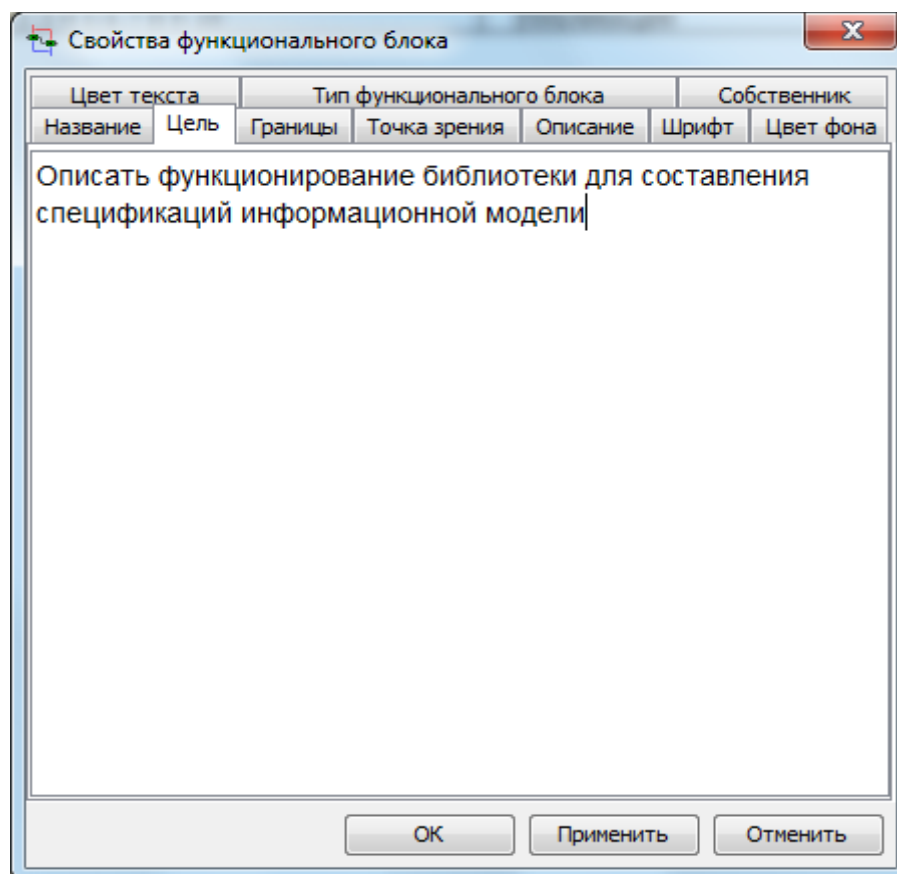 Свойства функционального блока
Цвет текста Тип функционального блока Собственник
Название Цель Границы Точка зрения Описание Шрифт Цвет фона
Описать функционирование библиотеки для составления
спецификаций информационной модели
OK Применить Отменить